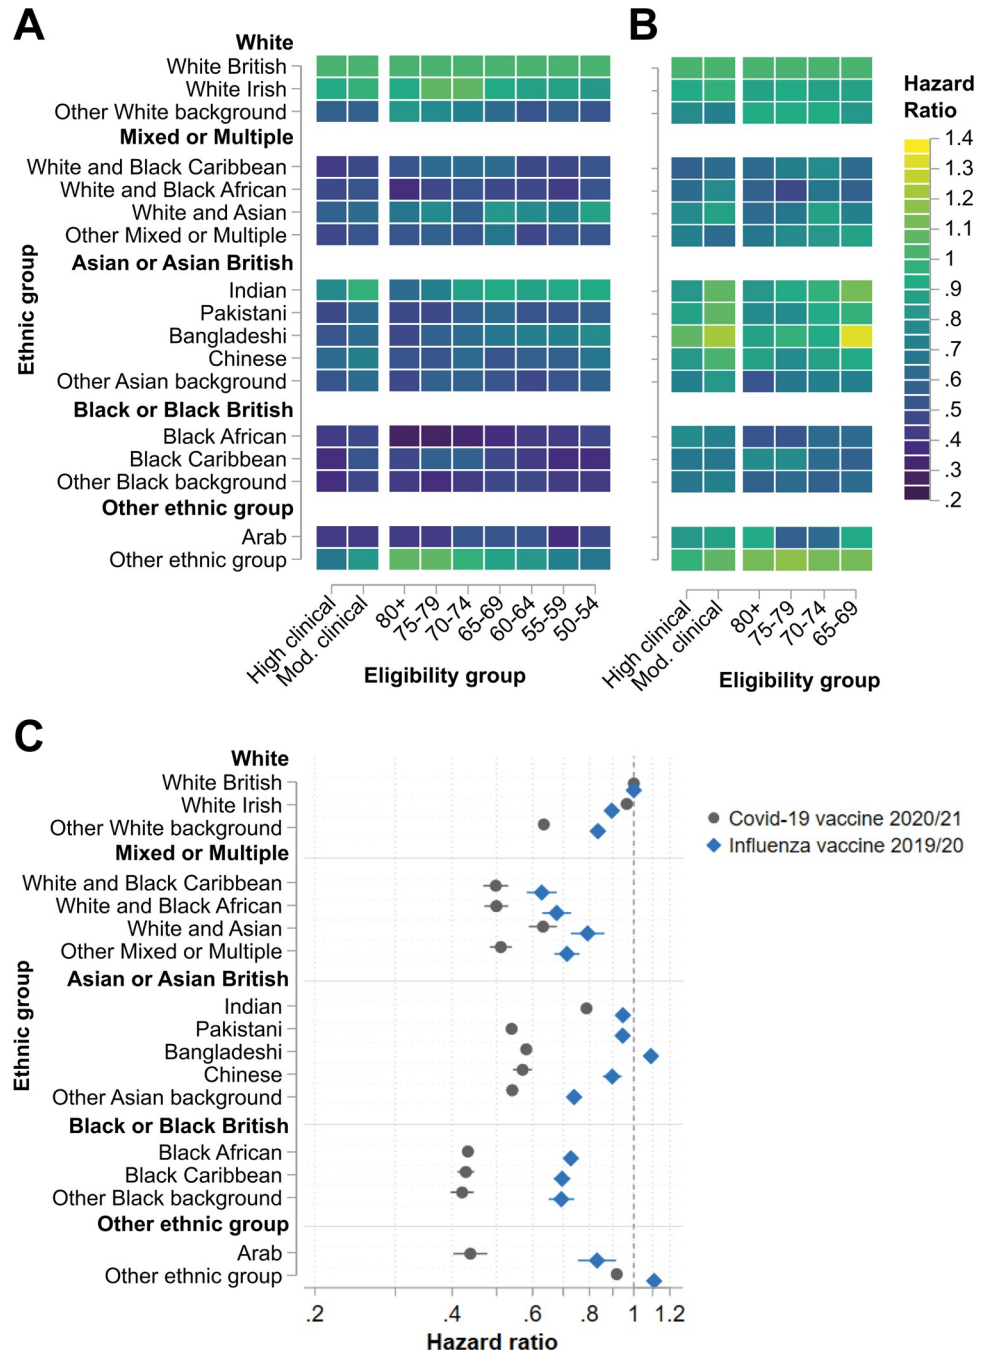 A
White
White British
White Irish
Other White background
Mixed or Multiple
White and Black Caribbean
White and Black African
White and Asian
Other Mixed or Multiple
Asian or Asian British
Indian
Pakistani
Bangladeshi
Chinese
Other Asian background
Black or Black British
Black African
Black Caribbean
Other Black background
Other ethnic group
Arab
Other ethnic group
Ethnic group
High clinical
Mod. clinical
80+
75-79
70-74
65-69
60-64
55-59
50-54
Eligibility group
B
High clinical
Mod. clinical
80+
75-79
70-74
65-69
Eligibility group
Hazard
Ratio
1.4
1.3
1.2
1.1
1
.9
.8
.7
.6
.5
.4
.3
.2
C
White
White British
White Irish
Other White background
Mixed or Multiple
White and Black Caribbean
White and Black African
White and Asian
Other Mixed or Multiple
Asian or Asian British
Indian
Pakistani
Bangladeshi
Chinese
Other Asian background
Black or Black British
Black African
Black Caribbean
Other Black background
Other ethnic group
Arab
Other ethnic group
Ethnic group
.2 .4 .6 .8 1 1.2
Hazard ratio
Covid-19 vaccine 2020/21
Influenza vaccine 2019/20